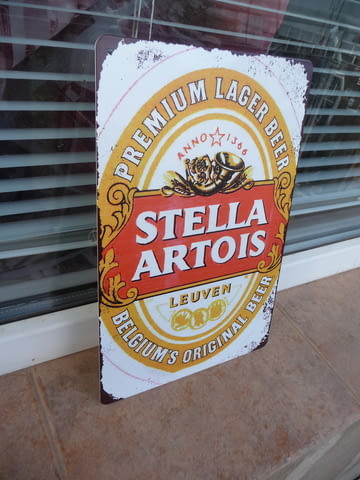 PREMIUM LAGER BEER
ANNO 1366
STELLA
ARTOIS
LEUVEN
BELGIUM'S ORIGINAL BEER